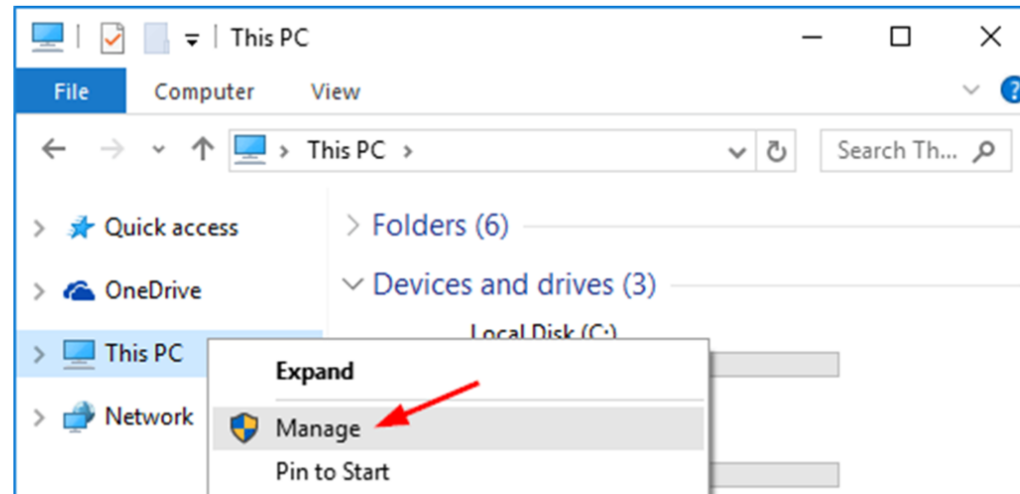 This PC
File Computer View
This PC
Search Th...
Quick access
Folders (6)
OneDrive
Devices and drives (3)
Local Disk (C:)
This PC
Expand
Network
Manage
Pin to Start